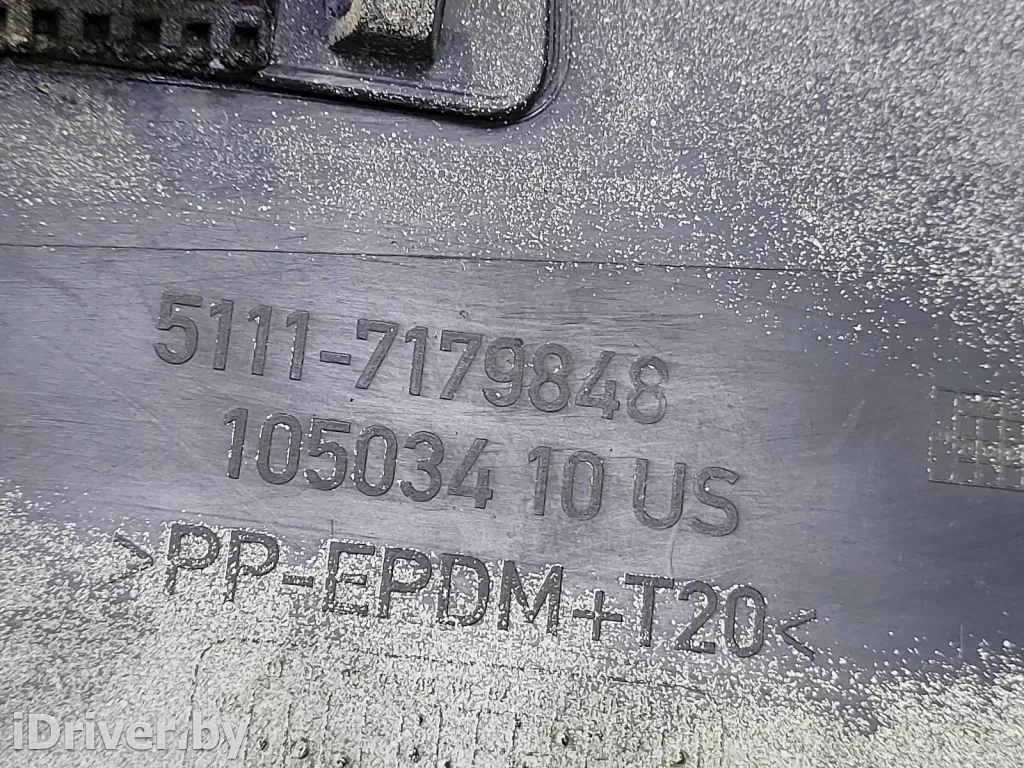 5111-7179848
105034 10 US
>PP-EPDM+T20<
iDriver.by